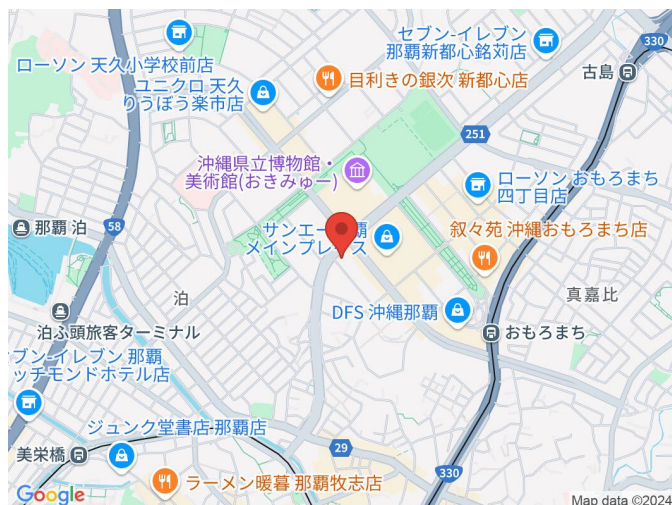 セブン-イレブン
那覇新都心銘苅店
330
ローソン 天久小学校前店
古島
ユニクロ 天久
りうぼう楽市店
目利きの銀次 新都心店
251
沖縄県立博物館・
美術館(おきみゅー)
ローソン おもろまち
四丁目店
那覇 泊
58
サンエー 覇
メインプレ ス
叙々苑 沖縄おもろまち店
泊
真嘉比
DFS 沖縄那覇
おもろまち
泊ふ頭旅客ターミナル
ブン-イレブン 那覇
ッチモンドホテル店
ジュンク堂書店 那覇店
29
美栄橋
330
ラーメン暖暮 那覇牧志店
Google
Map data ©2024